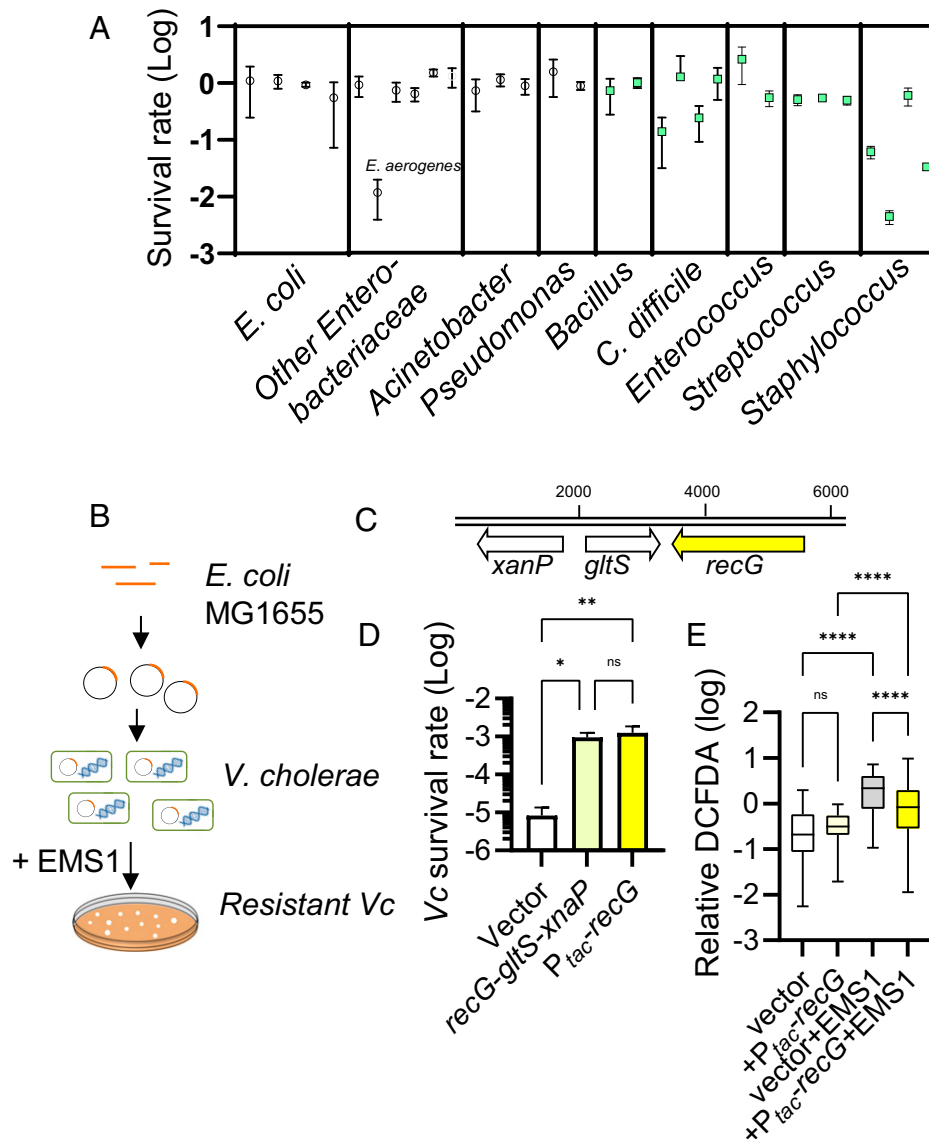 A
Survival rate (Log)
1
0
-1
-2
-3
E. aerogenes
E. coli
Other Entero-
bacteriaceae
Acinetobacter
Pseudomonas
Bacillus
C. difficile
Enterococcus
Streptococcus
Staphylococcus
B
E. coli
MG1655
V. cholerae
+ EMS1
Resistant Vc
C
2000
4000
6000
xanP
gltS
recG
D
Vc survival rate (Log)
**
*
ns
-2
-3
-4
-5
-6
Vector
recG-gltS-xnaP
Ptac-recG
E
Relative DCFDA (log)
****
****
ns
****
2
1
0
-1
-2
-3
vector
+Ptac-recG
vector+EMS1
+Ptac-recG+EMS1